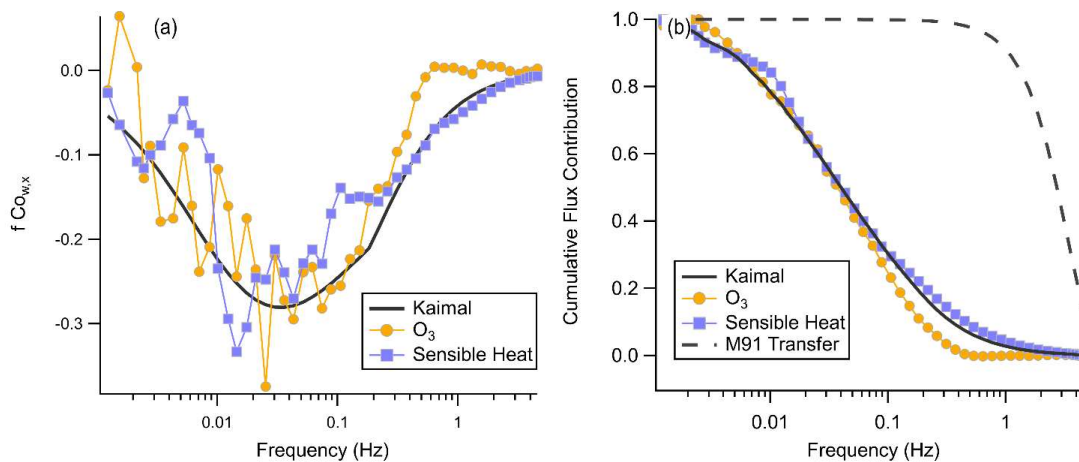 (a)
0.0
-0.1
-0.2
-0.3
f Co w,x
Kaimal
O3
Sensible Heat
0.01
0.1
1
Frequency (Hz)
(b)
1.0
0.8
0.6
0.4
0.2
0.0
Cumulative Flux Contribution
Kaimal
O3
Sensible Heat
M91 Transfer
0.01
0.1
1
Frequency (Hz)